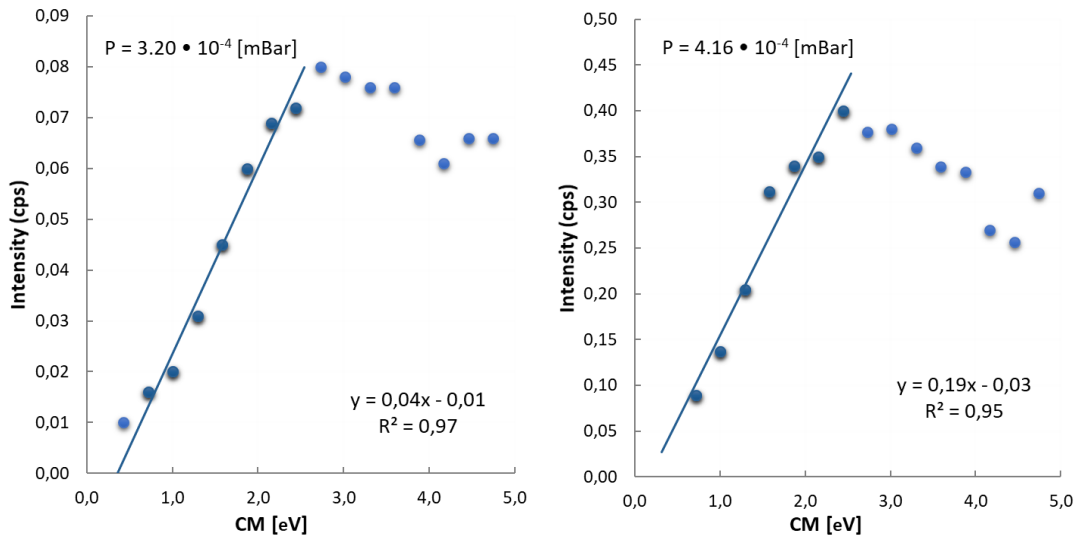 P = 3.20 • 10⁻⁴ [mBar]
Intensity (cps)
0,09
0,08
0,07
0,06
0,05
0,04
0,03
0,02
0,01
0,00
y = 0,04x - 0,01
R² = 0,97
0,0 1,0 2,0 3,0 4,0 5,0
CM [eV]
P = 4.16 • 10⁻⁴ [mBar]
Intensity (cps)
0,50
0,45
0,40
0,35
0,30
0,25
0,20
0,15
0,10
0,05
0,00
y = 0,19x - 0,03
R² = 0,95
0,0 1,0 2,0 3,0 4,0 5,0
CM [eV]